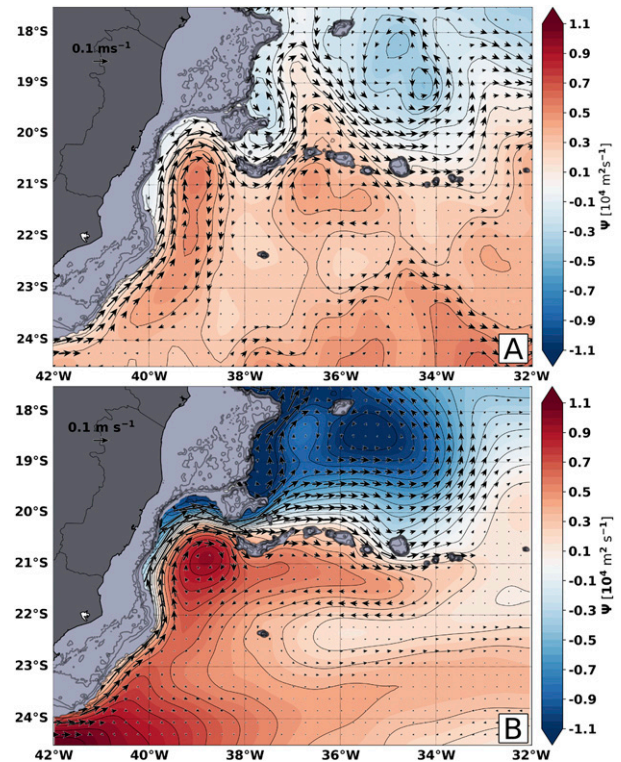 18°S
19°S
20°S
21°S
22°S
23°S
24°S
0.1 ms⁻¹
A
42°W 40°W 38°W 36°W 34°W 32°W
1.1
0.9
0.7
0.5
0.3
0.1
-0.1
-0.3
-0.5
-0.7
-0.9
-1.1
Ψ [10⁴ m²s⁻¹]
18°S
19°S
20°S
21°S
22°S
23°S
24°S
0.1 m s⁻¹
B
42°W 40°W 38°W 36°W 34°W 32°W
1.1
0.9
0.7
0.5
0.3
0.1
-0.1
-0.3
-0.5
-0.7
-0.9
-1.1
Ψ [10⁴ m² s⁻¹]